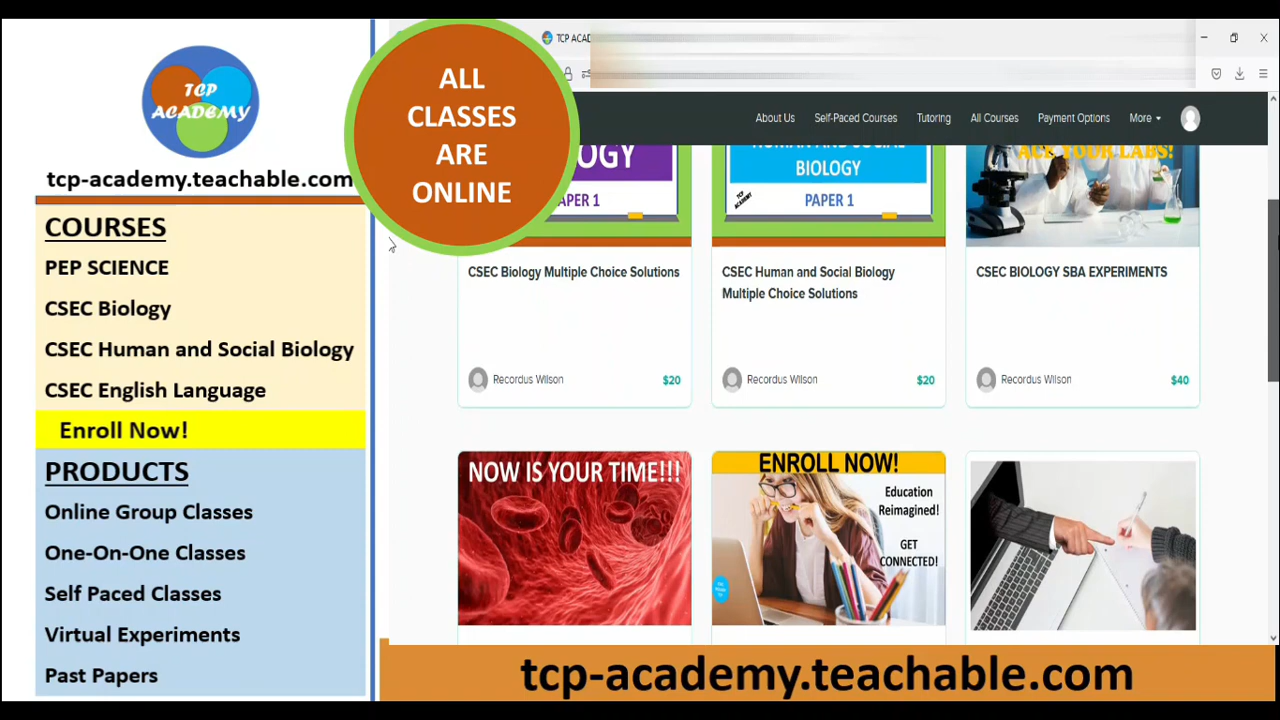 TCP
ACADEMY
tcp-academy.teachable.com
COURSES
PEP SCIENCE
CSEC Biology
CSEC Human and Social Biology
CSEC English Language
Enroll Now!
PRODUCTS
Online Group Classes
One-On-One Classes
Self Paced Classes
Virtual Experiments
Past Papers
ALL
CLASSES
ARE
ONLINE
TCP ACAD
About Us
Self-Paced Courses
Tutoring
All Courses
Payment Options
More
OGY
APER 1
CSEC Biology Multiple Choice Solutions
Recordus Wilson
$20
HUMAN AND SOCIAL
BIOLOGY
PAPER 1
TCP
ACADEMY
CSEC Human and Social Biology
Multiple Choice Solutions
Recordus Wilson
$20
ACE YOUR LABS!
CSEC BIOLOGY SBA EXPERIMENTS
Recordus Wilson
$40
NOW IS YOUR TIME!!!
ENROLL NOW!
Education
Reimagined!
GET
CONNECTED!
tcp-academy.teachable.com